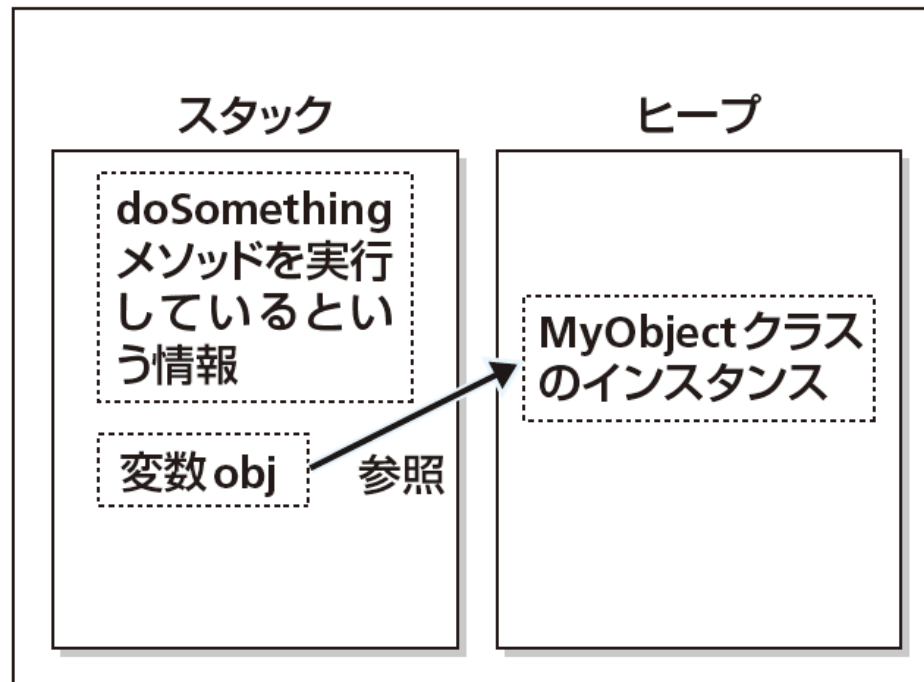 スタック
ヒープ
doSomething
メソッドを実行
しているとい
う情報
変数obj
参照
MyObjectクラス
のインスタンス